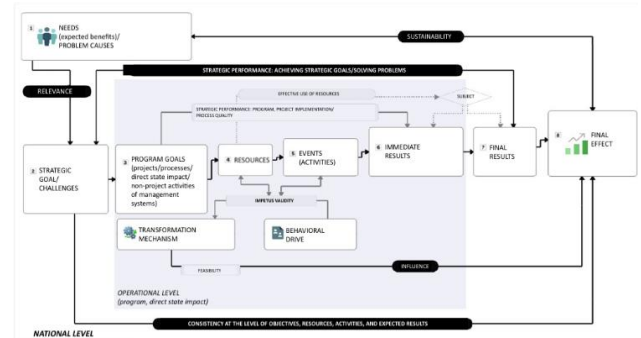 1
NEEDS
(expected benefits)/
PROBLEM CAUSES
SUSTAINABILITY
STRATEGIC PERFORMANCE: ACHIEVING STRATEGIC GOALS/SOLVING PROBLEMS
RELEVANCE
EFFECTIVE USE OF RESOURCES
SUBJECT
STRATEGIC PERFORMANCE: PROGRAM, PROJECT IMPLEMENTATION/
PROCESS QUALITY
2
STRATEGIC
GOAL/
CHALLENGES
3
PROGRAM GOALS
(projects/processes/
direct state impact/
non-project activities
of management
systems)
4
RESOURCES
5
EVENTS
(ACTIVITIES)
6
IMMEDIATE
RESULTS
7
FINAL
RESULTS
8
FINAL
EFFECT
IMPETUS VALIDITY
TRANSFORMATION
MECHANISM
BEHAVIORAL
DRIVE
FEASIBILITY
INFLUENCE
OPERATIONAL LEVEL
(program, direct state impact)
CONSISTENCY AT THE LEVEL OF OBJECTIVES, RESOURCES, ACTIVITIES, AND EXPECTED RESULTS
NATIONAL LEVEL